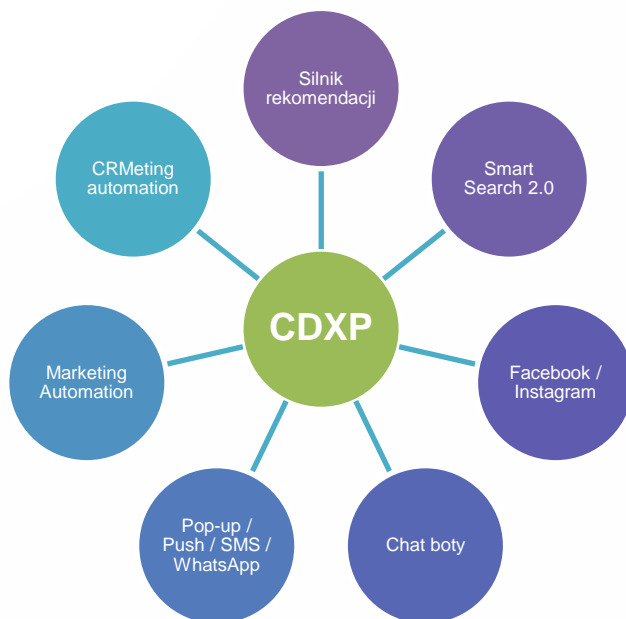 Silnik
rekomendacji
Smart
Search 2.0
CRMeting
automation
CDXP
Facebook /
Instagram
Marketing
Automation
Chat boty
Pop-up /
Push / SMS /
WhatsApp